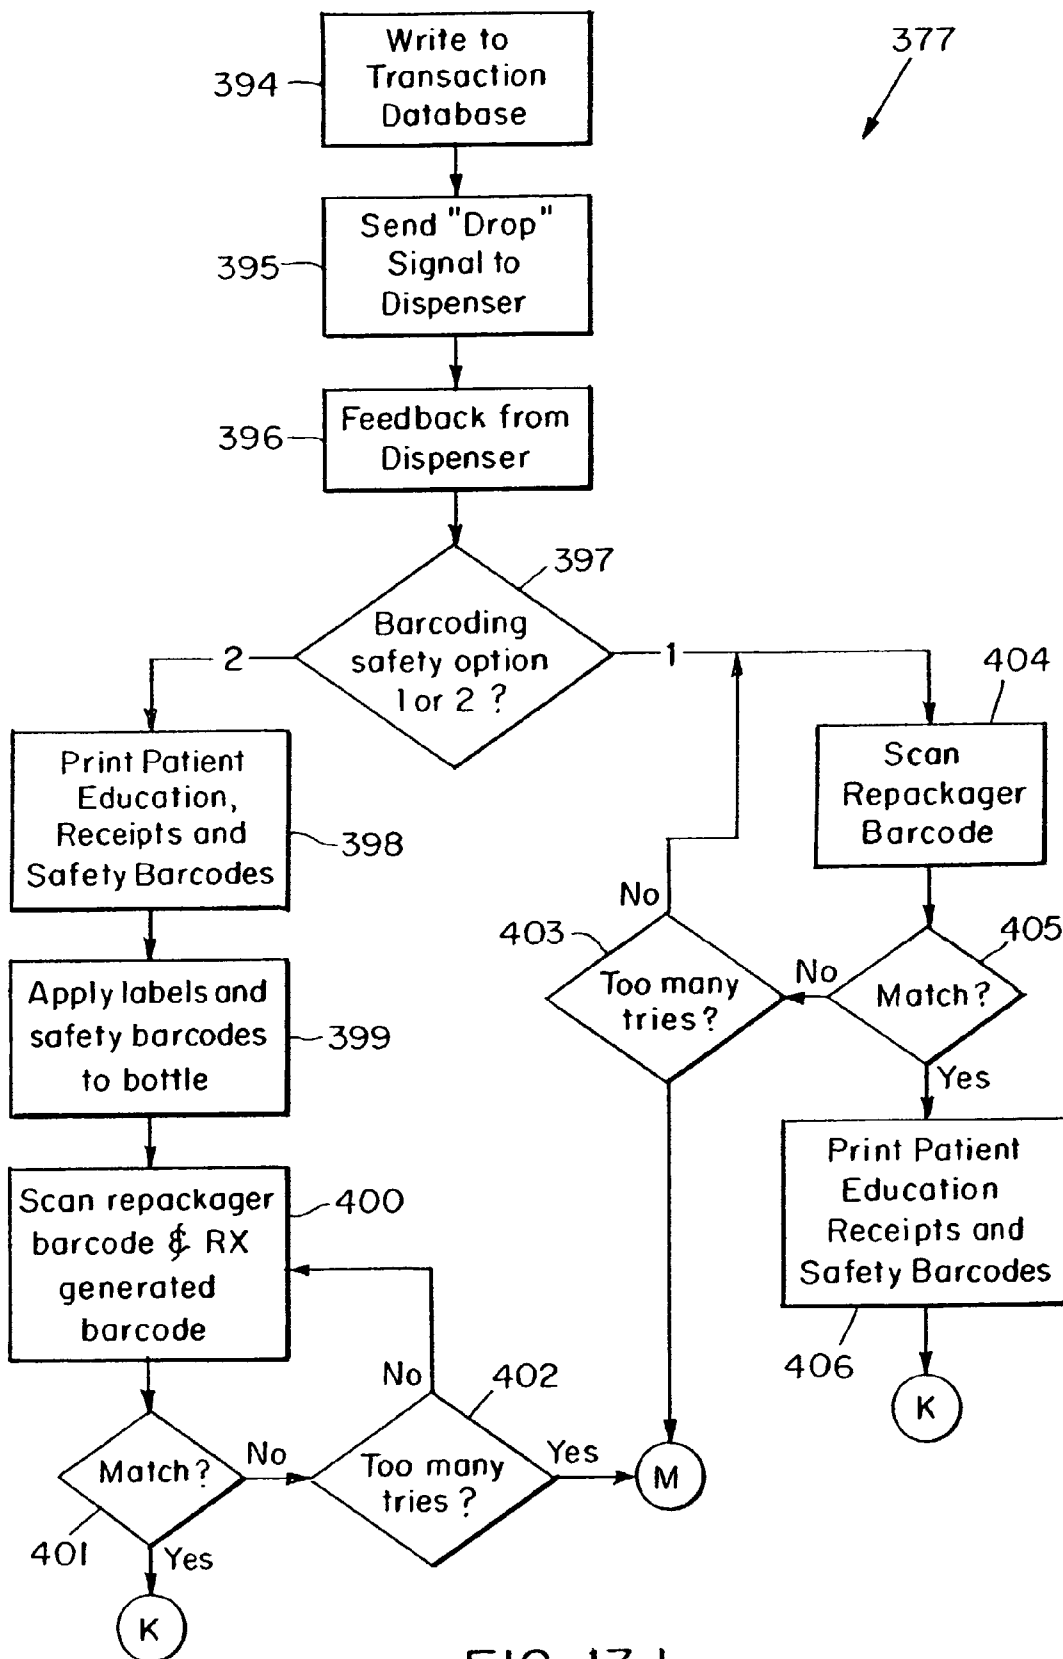 377
394
Write to
Transaction
Database
395
Send "Drop"
Signal to
Dispenser
396
Feedback from
Dispenser
397
Barcoding
safety option
1 or 2 ?
2
1
Print Patient
Education,
Receipts and
Safety Barcodes
398
Apply labels and
safety barcodes
to bottle
399
Scan repackager
barcode & RX
generated
barcode
400
Match?
401
No
Yes
K
402
Too many
tries?
No
Yes
M
403
Too many
tries?
No
404
Scan
Repackager
Barcode
405
Match?
No
Yes
Print Patient
Education
Receipts and
Safety Barcodes
406
K